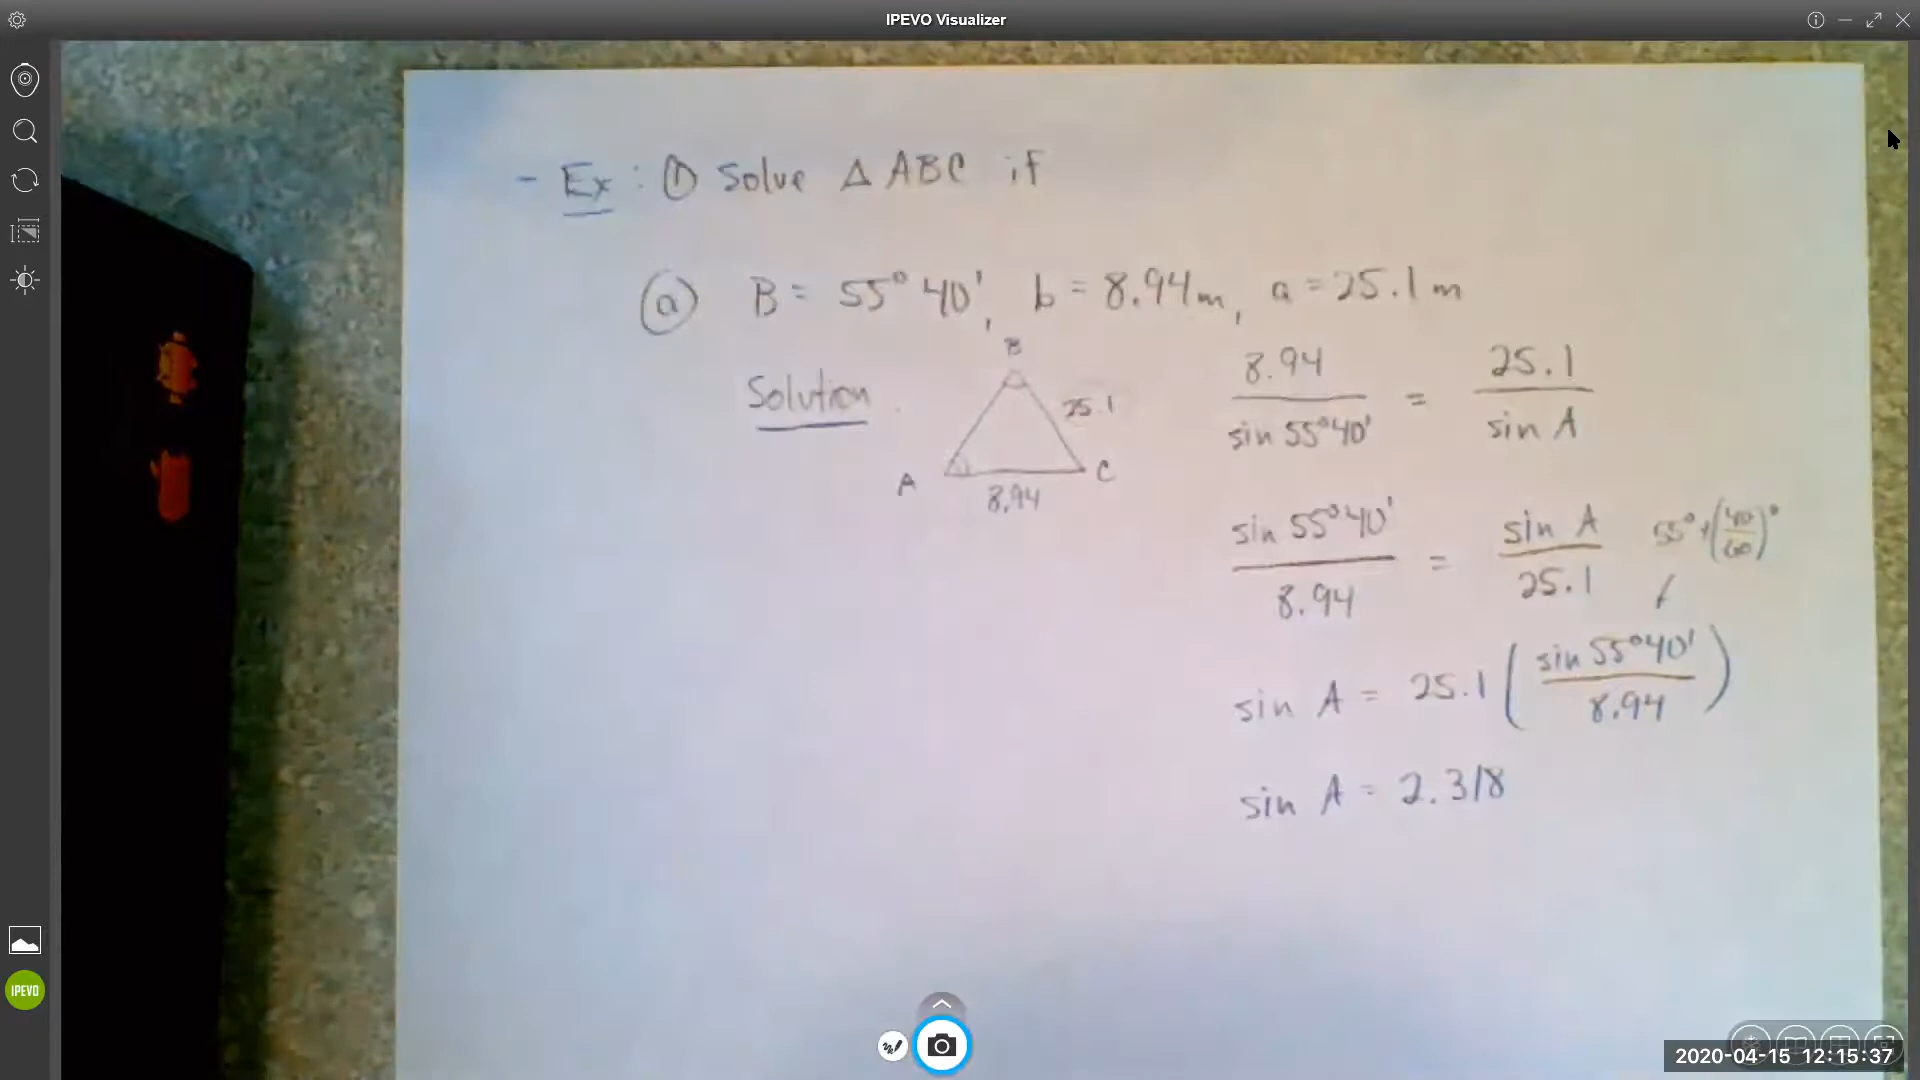 IPEVO Visualizer
- Ex: ① Solve △ ABC if
ⓐ B = 55° 40', b = 8.94 m, a = 25.1 m
Solution
B
25.1
A
C
8.94
8.94 / sin 55°40' = 25.1 / sin A
sin 55°40' / 8.94 = sin A / 25.1
55° + (40/60)°
sin A = 25.1 ( sin 55°40' / 8.94 )
sin A = 2.318
IPEVO
2020-04-15 12:15:37